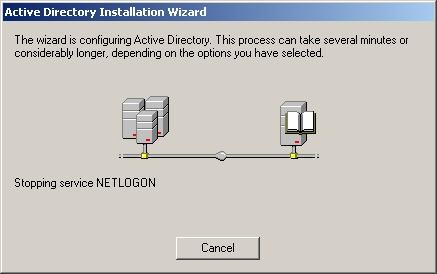 Active Directory Installation Wizard
The wizard is configuring Active Directory. This process can take several minutes or
considerably longer, depending on the options you have selected.
Stopping service NETLOGON
Cancel